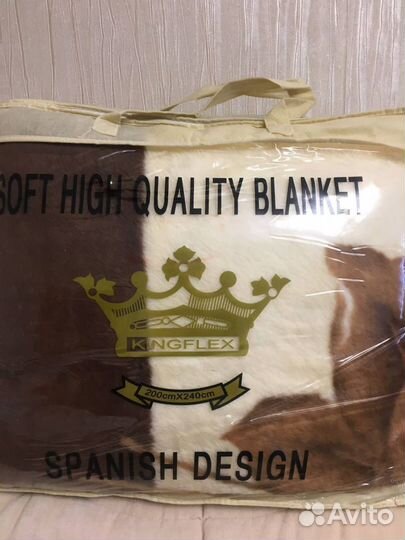 SOFT HIGH QUALITY BLANKET
KINGFLEX
200cmX240cm
SPANISH DESIGN
Avito